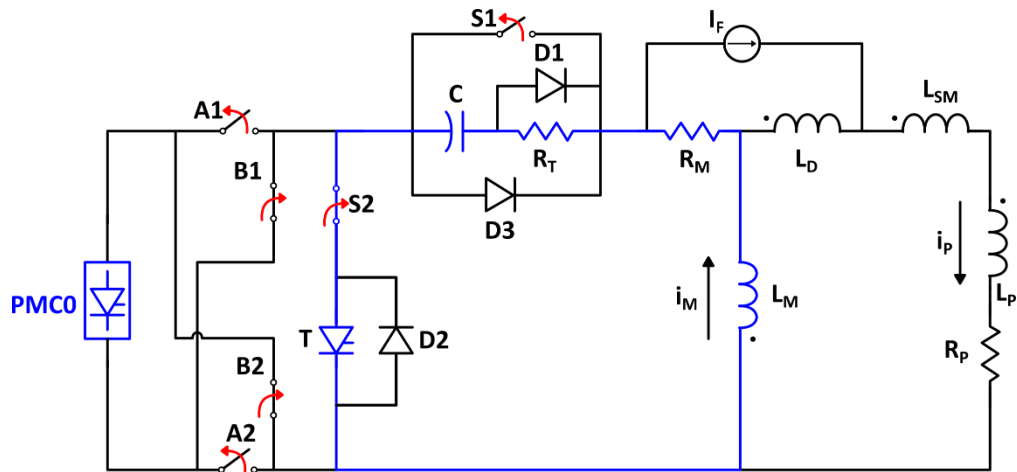 S1
I_F
D1
L_SM
C
A1
R_T
R_M
L_D
B1
S2
D3
i_P
PMC0
i_M
L_M
L_P
T
D2
R_P
B2
A2